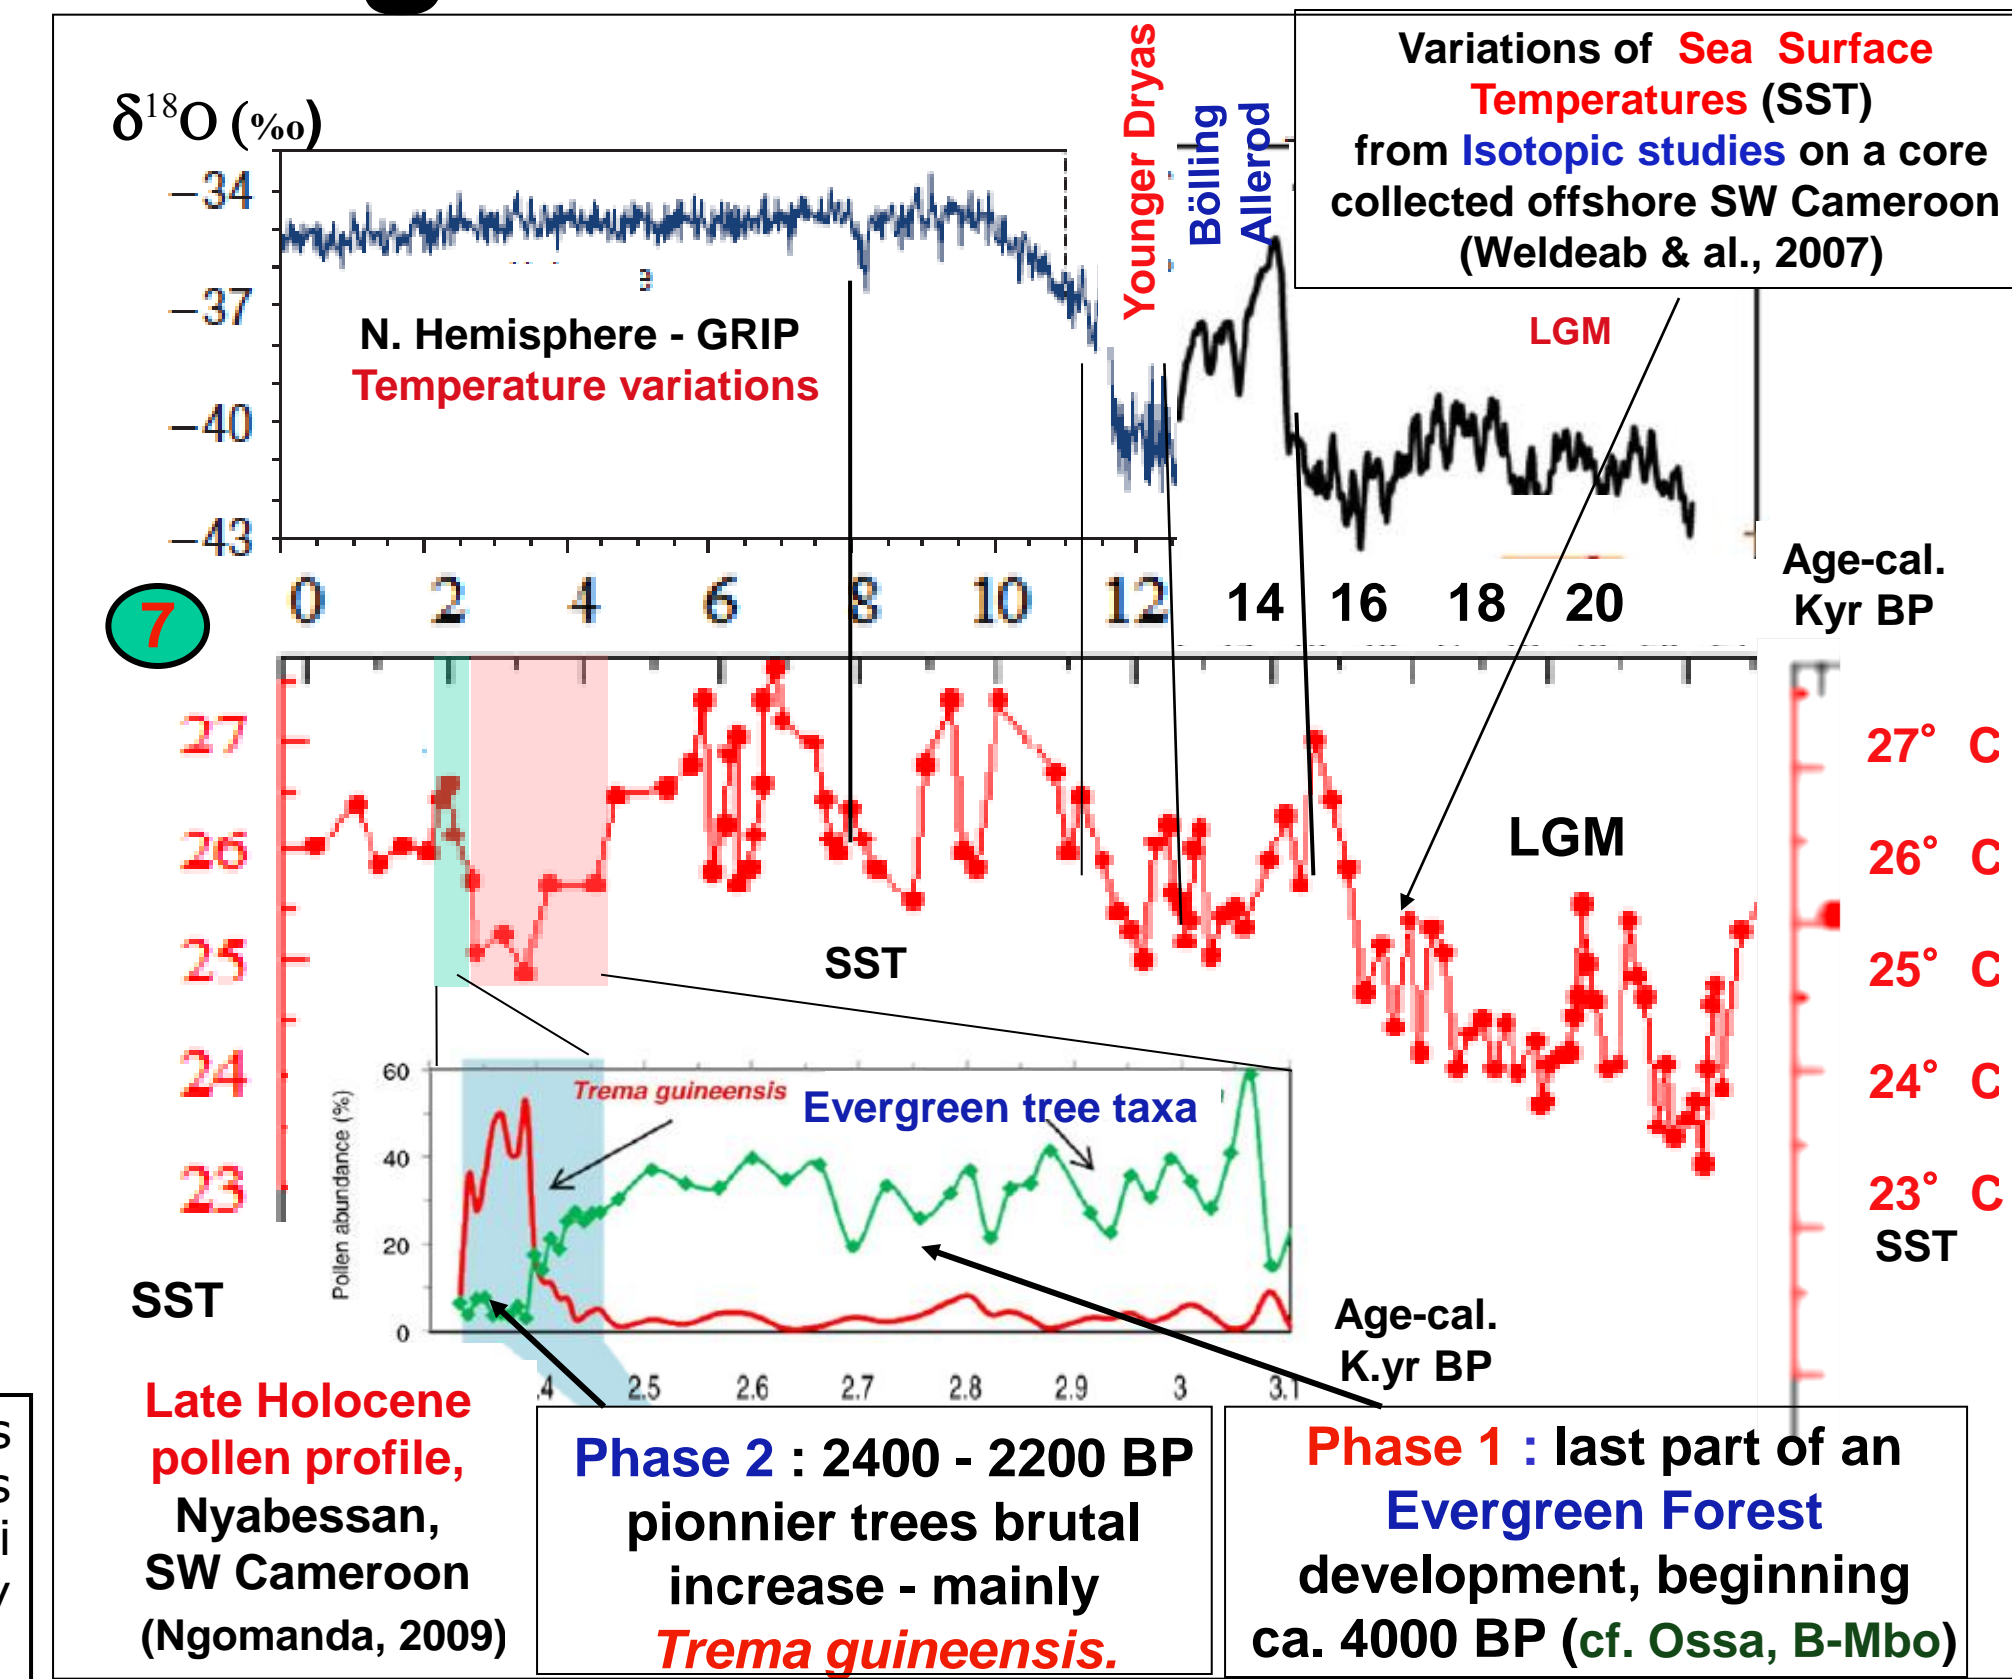 δ18O (‰)
Younger Dryas
Bölling
Allerod
Variations of Sea Surface
Temperatures (SST)
from Isotopic studies on a core
collected offshore SW Cameroon
(Weldeab & al., 2007)
−34
−37
−40
−43
N. Hemisphere - GRIP
Temperature variations
LGM
Age-cal.
Kyr BP
0 2 4 6 8 10 12 14 16 18 20
7
27
26
25
24
23
SST
LGM
27° C
26° C
25° C
24° C
23° C
SST
SST
Pollen abundance (%)
60
40
20
0
Trema guineensis
Evergreen tree taxa
.4 2.5 2.6 2.7 2.8 2.9 3 3.1
Age-cal.
K.yr BP
Late Holocene
pollen profile,
Nyabessan,
SW Cameroon
(Ngomanda, 2009)
Phase 2 : 2400 - 2200 BP
pionnier trees brutal
increase - mainly
Trema guineensis.
Phase 1 : last part of an
Evergreen Forest
development, beginning
ca. 4000 BP (cf. Ossa, B-Mbo)
s
s
i
y